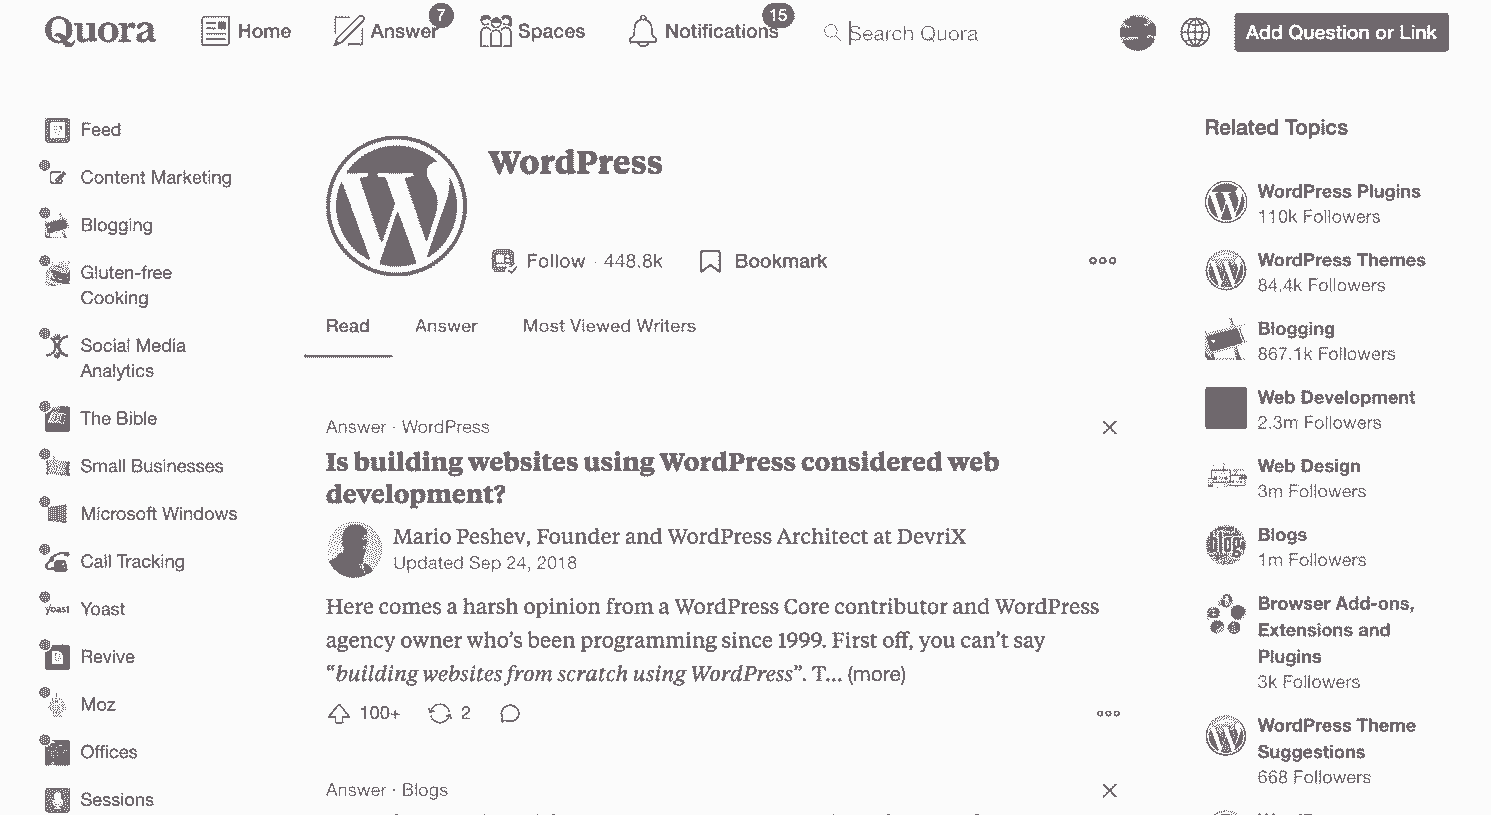 Quora
Home
Answer
7
Spaces
Notifications
15
Search Quora
Add Question or Link
Feed
Content Marketing
Blogging
Gluten-free
Cooking
Social Media
Analytics
The Bible
Small Businesses
Microsoft Windows
Call Tracking
yoast
Yoast
Revive
Moz
Offices
Sessions
WordPress
Follow · 448.8k
Bookmark
Read
Answer
Most Viewed Writers
Answer · WordPress
Is building websites using WordPress considered web
development?
Mario Peshev, Founder and WordPress Architect at DevriX
Updated Sep 24, 2018
Here comes a harsh opinion from a WordPress Core contributor and WordPress
agency owner who's been programming since 1999. First off, you can't say
“building websites from scratch using WordPress”. T... (more)
100+
2
Answer · Blogs
Related Topics
WordPress Plugins
110k Followers
WordPress Themes
84.4k Followers
Blogging
867.1k Followers
Web Development
2.3m Followers
Web Design
3m Followers
blog
Blogs
1m Followers
Browser Add-ons,
Extensions and
Plugins
3k Followers
WordPress Theme
Suggestions
668 Followers